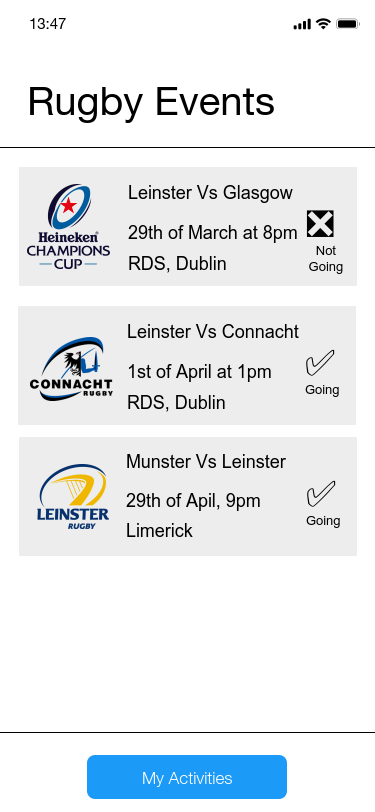 13:47
Rugby Events
Heineken
CHAMPIONS
CUP
Leinster Vs Glasgow
29th of March at 8pm
RDS, Dublin
Not
Going
CONNACHT
RUGBY
Leinster Vs Connacht
1st of April at 1pm
RDS, Dublin
Going
LEINSTER
RUGBY
Munster Vs Leinster
29th of Apil, 9pm
Limerick
Going
My Activities